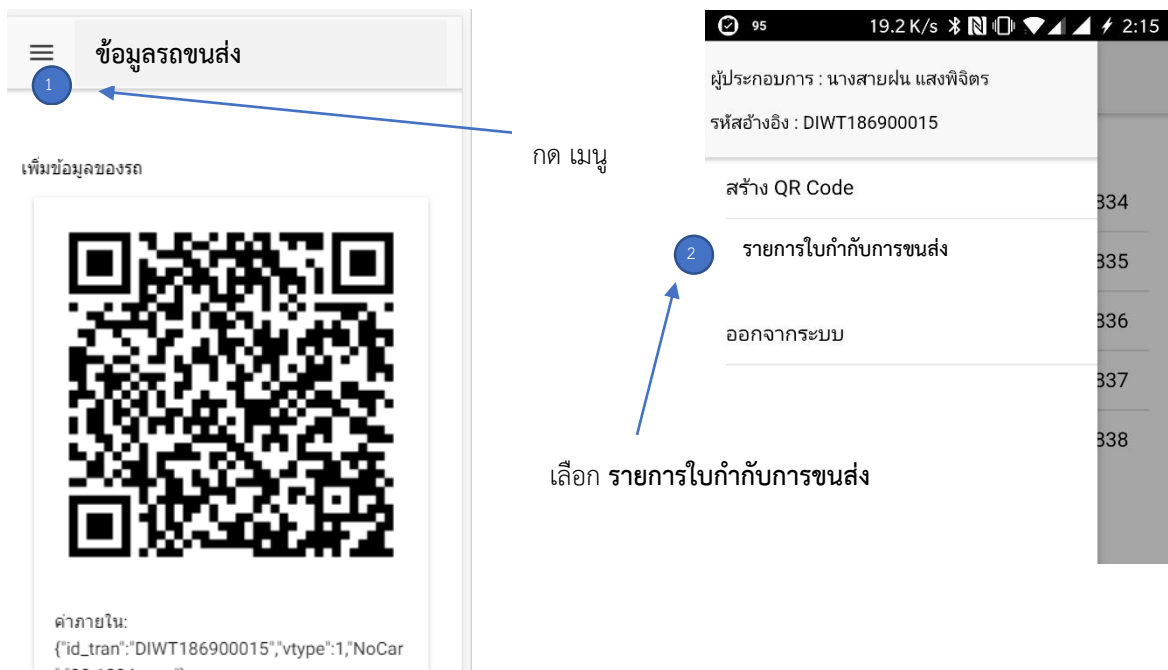 ข้อมูลรถขนส่ง
1
เพิ่มข้อมูลของรถ
ค่าภายใน:
{"id_tran":"DIWT186900015","vtype":1,"NoCar
กด เมนู
95 19.2 K/s 2:15
ผู้ประกอบการ : นางสายฝน แสงพิจิตร
รหัสอ้างอิง : DIWT186900015
สร้าง QR Code
2 รายการใบกำกับการขนส่ง
ออกจากระบบ
834
835
836
837
838
เลือก รายการใบกำกับการขนส่ง